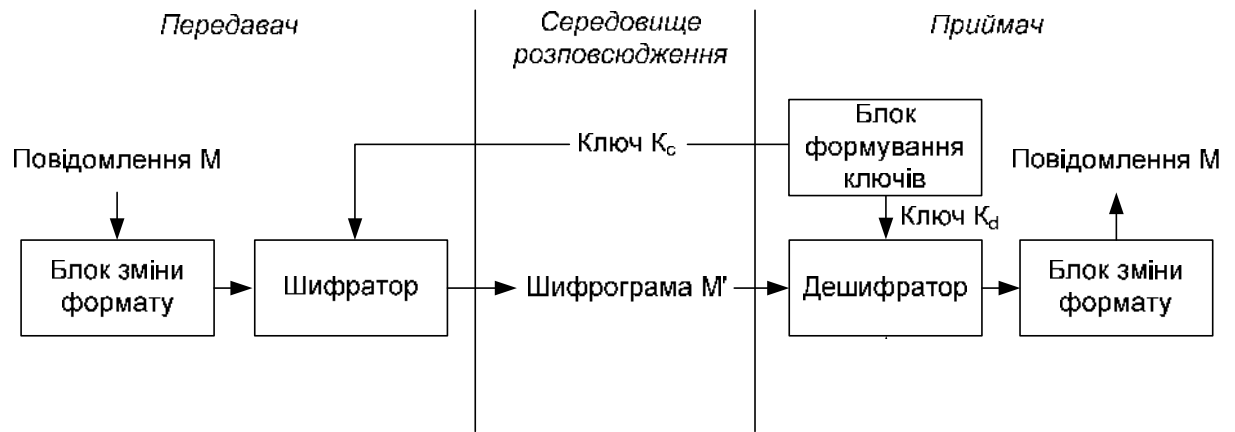 Передавач
Середовище
розповсюдження
Приймач
Блок
формування
ключів
Ключ Kc
Повідомлення М
Повідомлення М
Ключ Kd
Блок зміни
формату
Шифратор
Шифрограма М′
Дешифратор
Блок зміни
формату